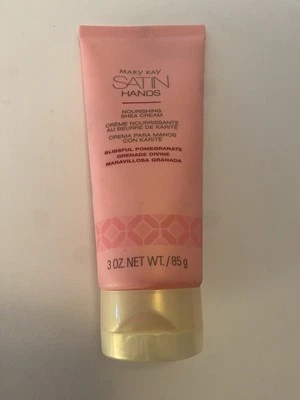 MARY KAY
SATIN
HANDS
NOURISHING
SHEA CREAM
CRÈME NOURRISSANTE
AU BEURRE DE KARITÉ
CREMA PARA MANOS
CON KARITÉ
BLISSFUL POMEGRANATE
GRENADE DIVINE
MARAVILLOSA GRANADA
3 OZ. NET WT. / 85 g